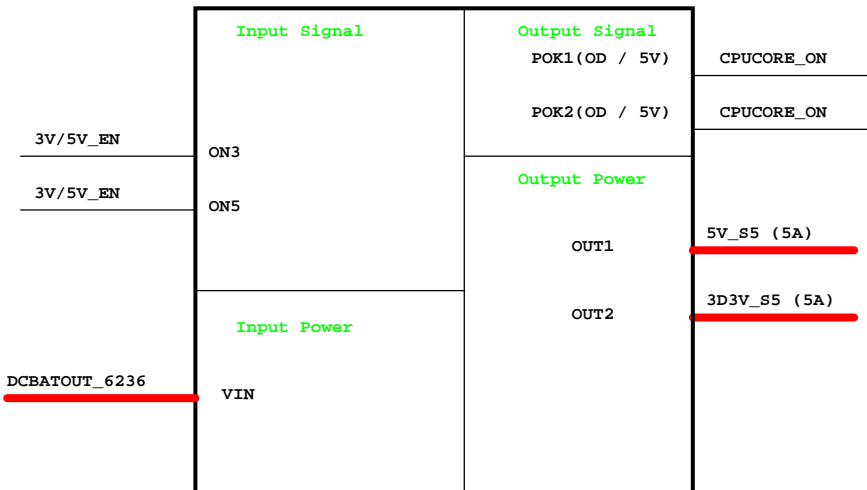 Input Signal
Output Signal
POK1(OD / 5V)
CPUCORE_ON
POK2(OD / 5V)
CPUCORE_ON
3V/5V_EN
ON3
Output Power
3V/5V_EN
ON5
5V_S5 (5A)
OUT1
3D3V_S5 (5A)
OUT2
Input Power
DCBATOUT_6236
VIN